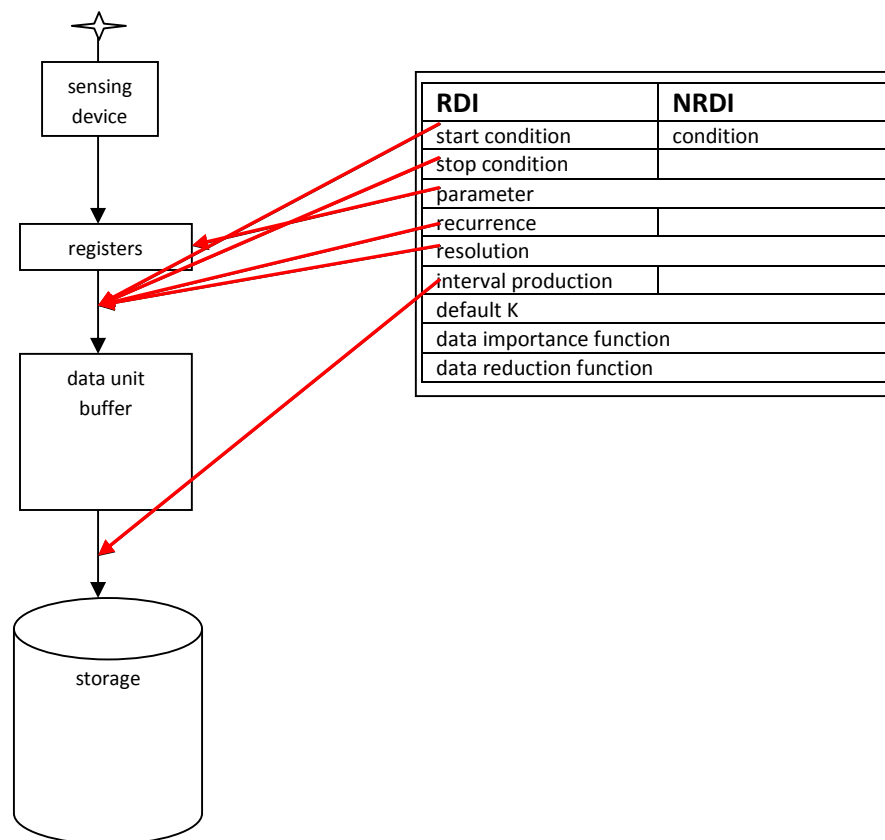 sensing
device
registers
data unit
buffer
storage
RDI NRDI
start condition condition
stop condition
parameter
recurrence
resolution
interval production
default K
data importance function
data reduction function